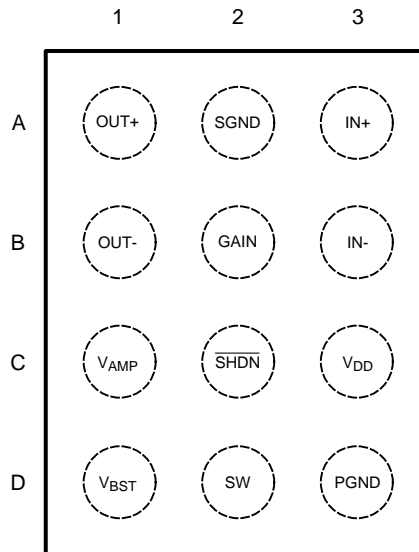 1 2 3
A OUT+ SGND IN+
B OUT- GAIN IN-
C VAMP SHDN VDD
D VBST SW PGND